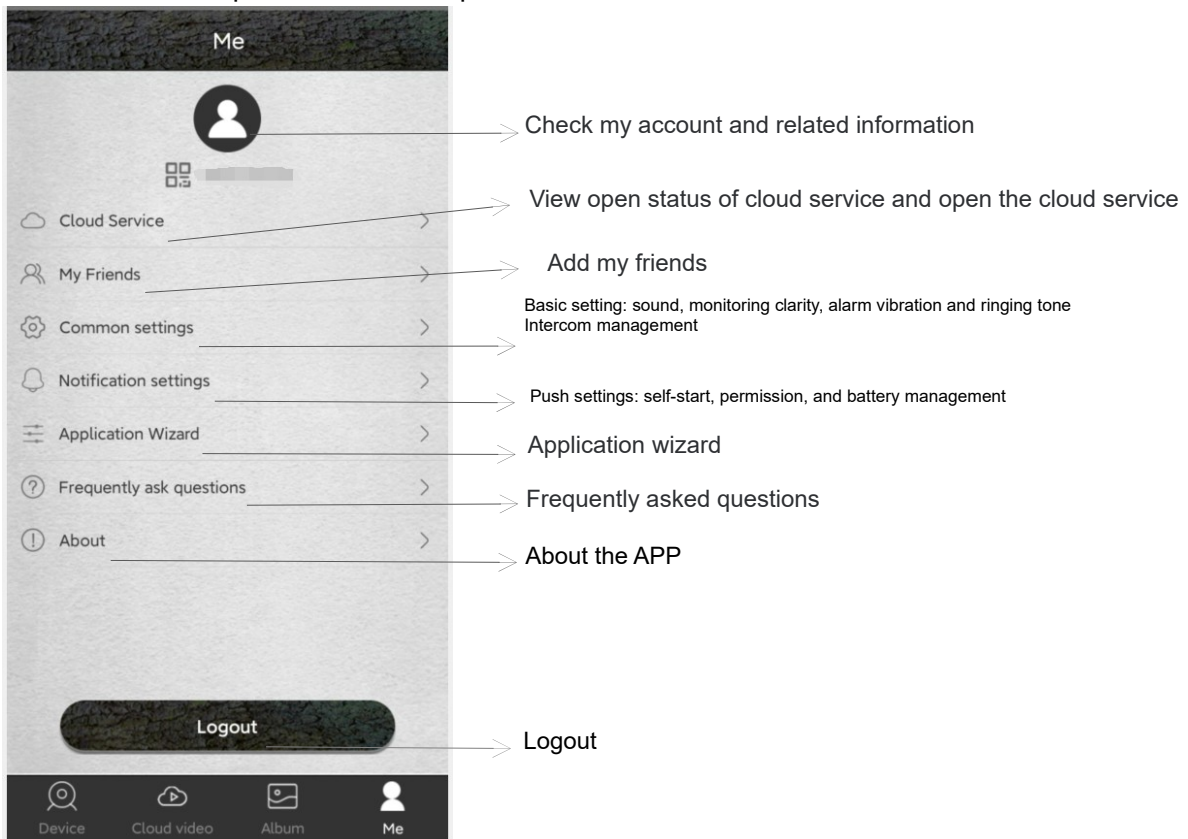 Me
Check my account and related information
View open status of cloud service and open the cloud service
Cloud Service
Add my friends
My Friends
Basic setting: sound, monitoring clarity, alarm vibration and ringing tone
Intercom management
Common settings
Notification settings
Push settings: self-start, permission, and battery management
Application Wizard
Application wizard
Frequently ask questions
Frequently asked questions
About
About the APP
Logout
Logout
Device
Cloud video
Album
Me